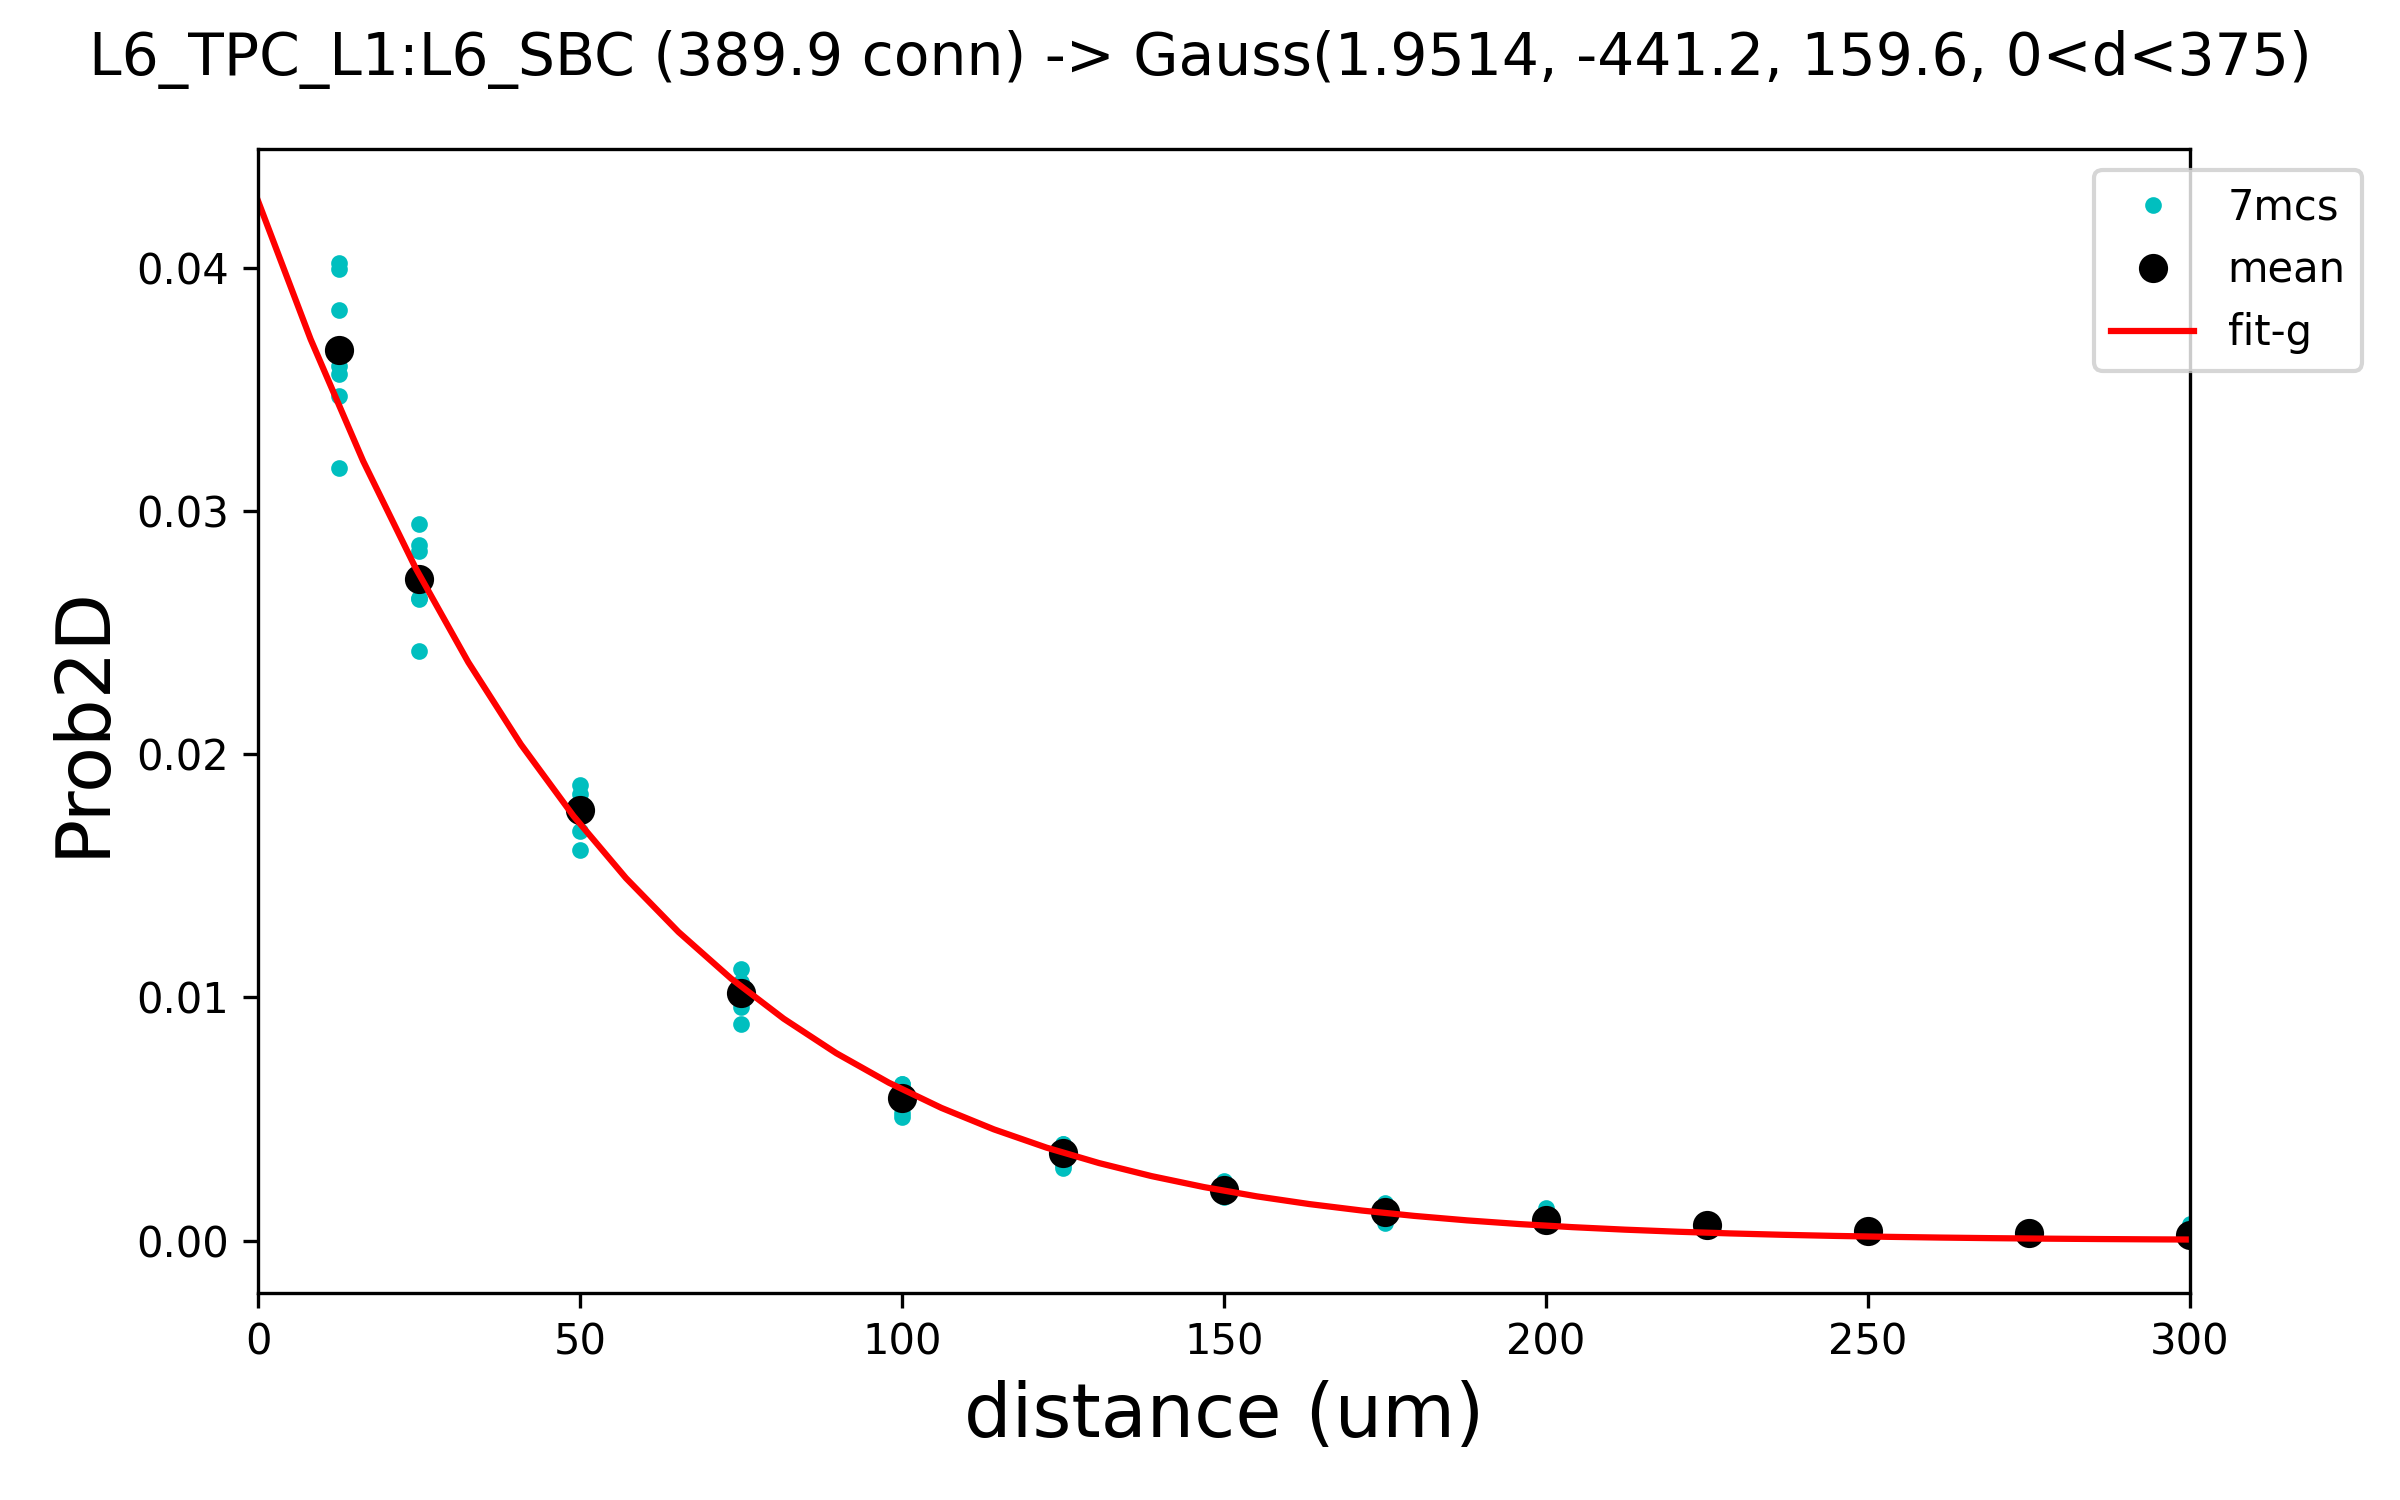 L6_TPC_L1:L6_SBC (389.9 conn) -> Gauss(1.9514, -441.2, 159.6, 0<d<375)
7mcs
mean
fit-g
Prob2D
0.04
0.03
0.02
0.01
0.00
0
50
100
150
200
250
300
distance (um)